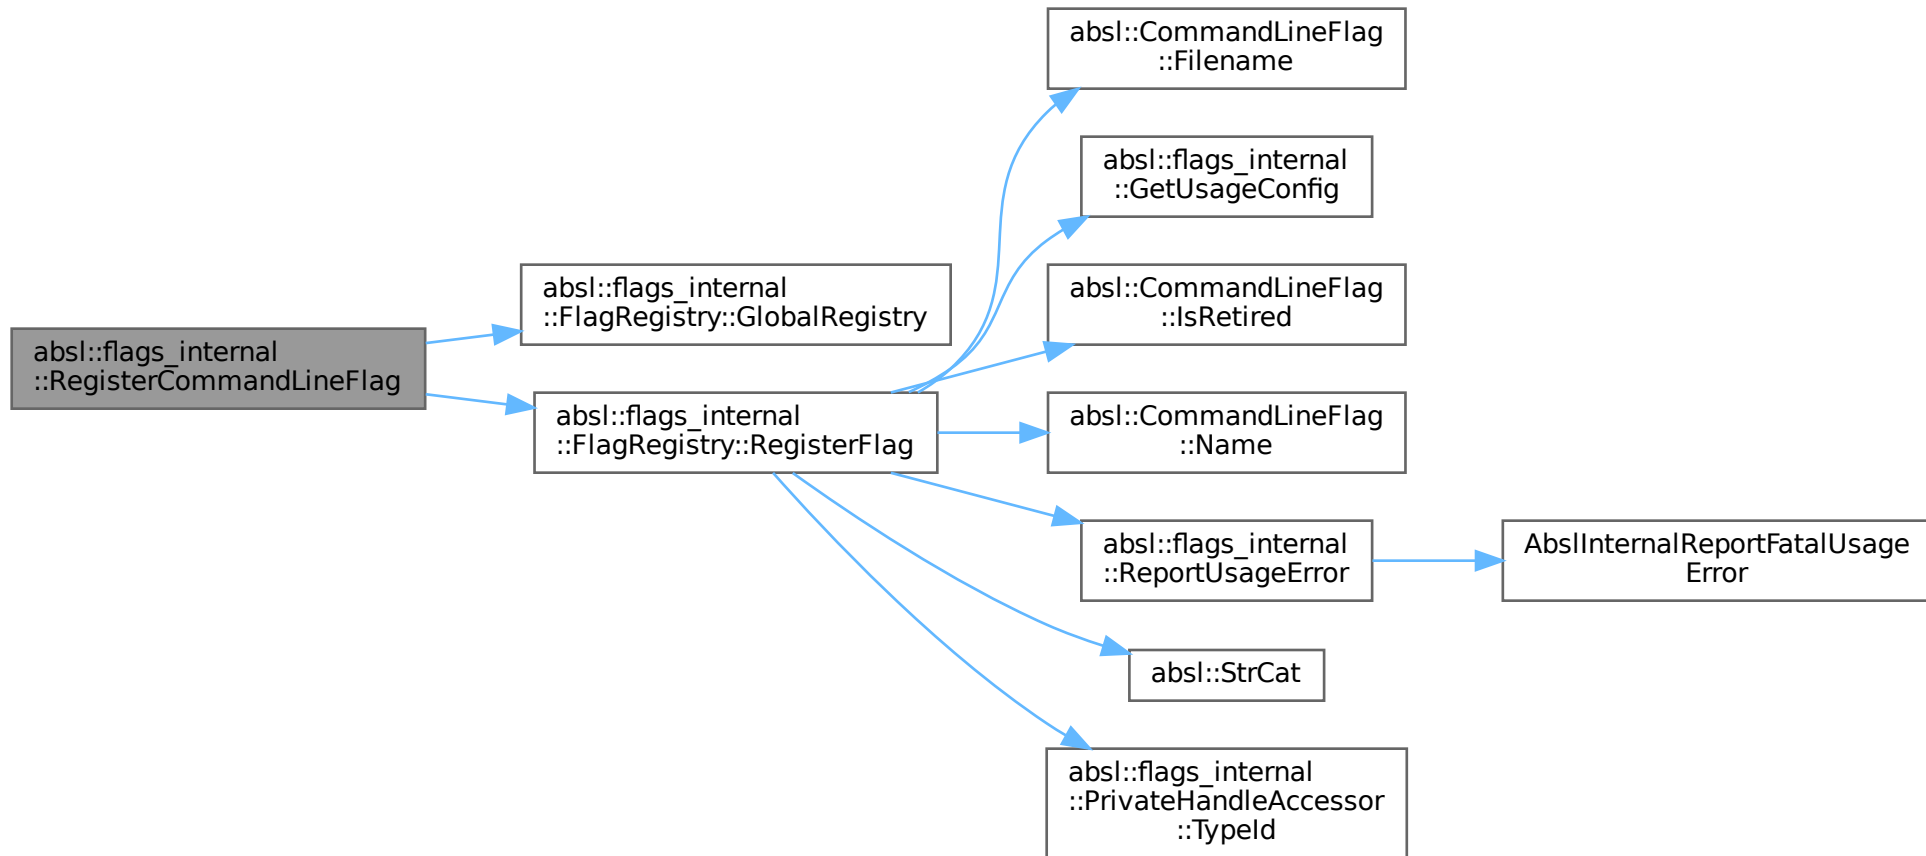 absl::CommandLineFlag
::Filename
absl::flags_internal
::GetUsageConfig
absl::flags_internal
::FlagRegistry::GlobalRegistry
absl::CommandLineFlag
::IsRetired
absl::flags_internal
::RegisterCommandLineFlag
absl::flags_internal
::FlagRegistry::RegisterFlag
absl::CommandLineFlag
::Name
absl::flags_internal
::ReportUsageError
AbslInternalReportFatalUsage
Error
absl::StrCat
absl::flags_internal
::PrivateHandleAccessor
::TypeId